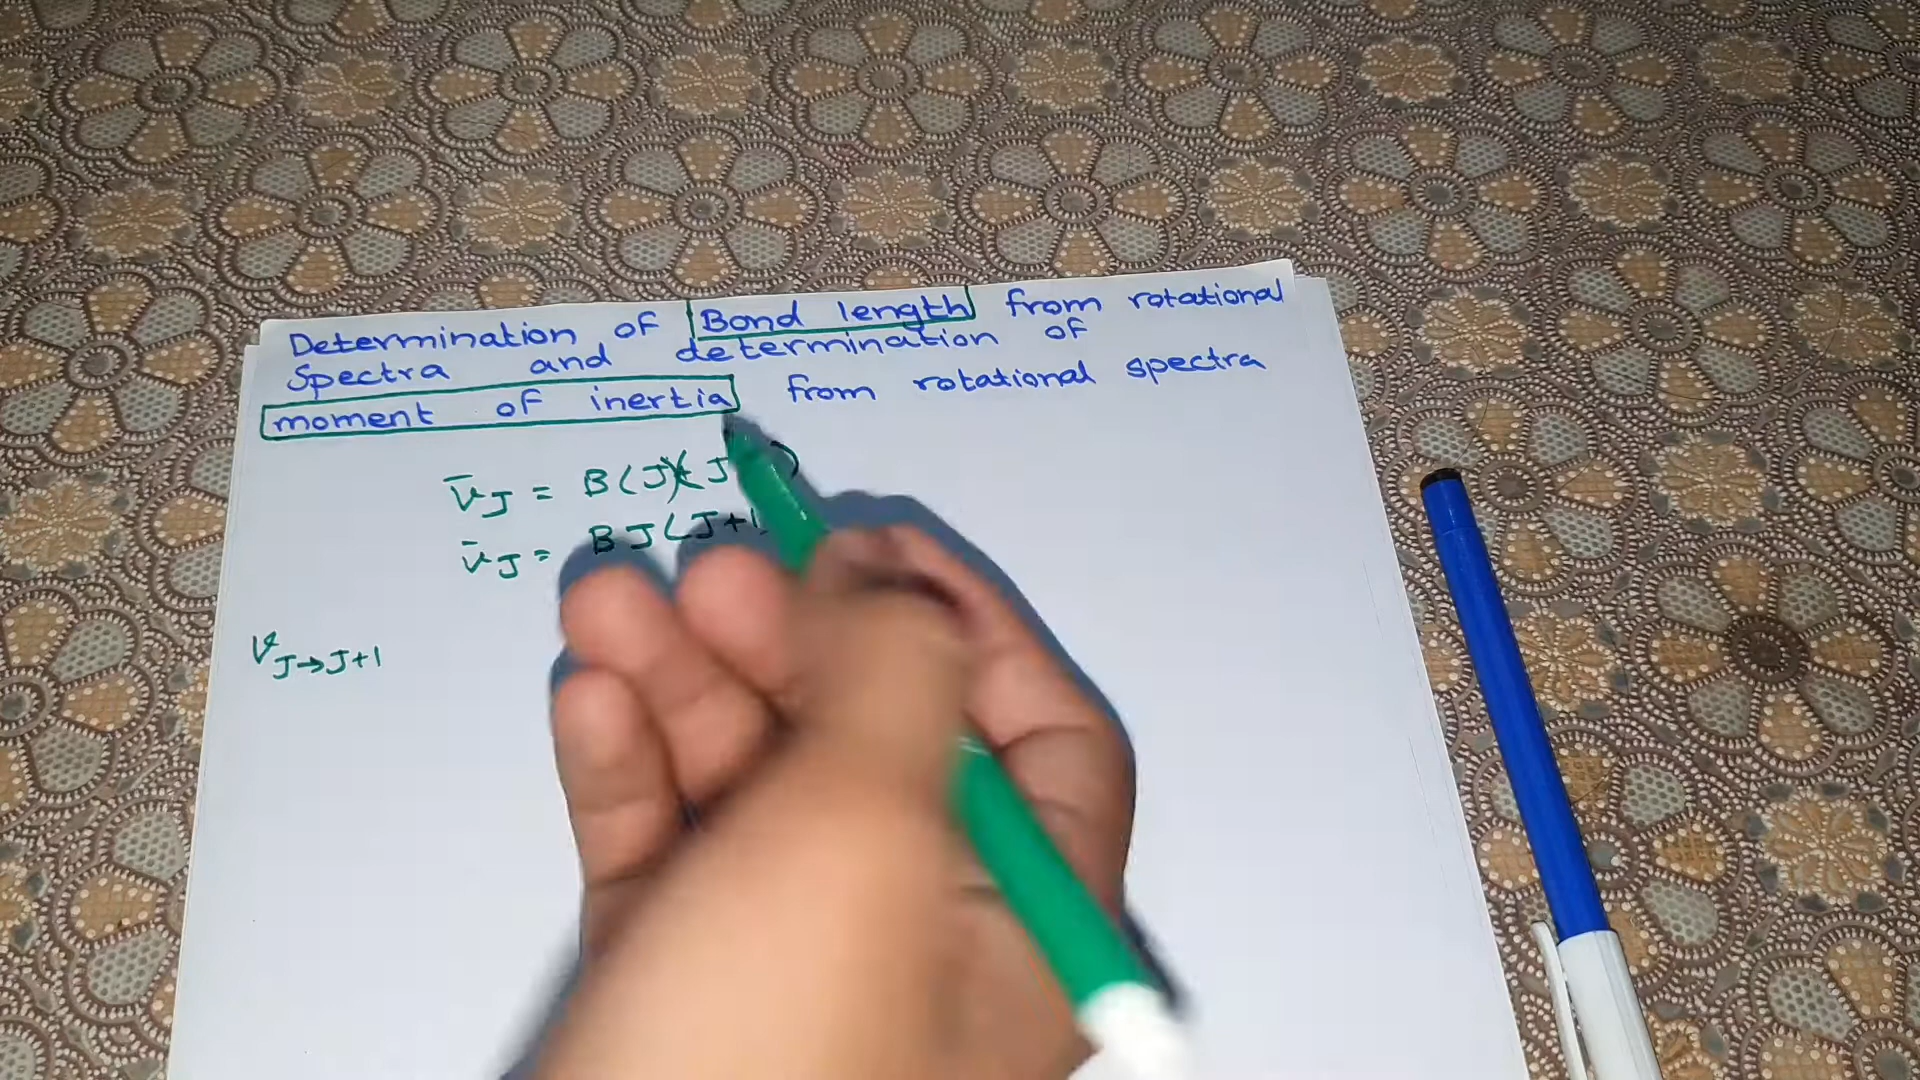 Determination of Bond length from rotational
Spectra and determination of
moment of inertia from rotational spectra
ν̄J = B(J)(J
ν̄J = BJ(J+1
νJ→J+1